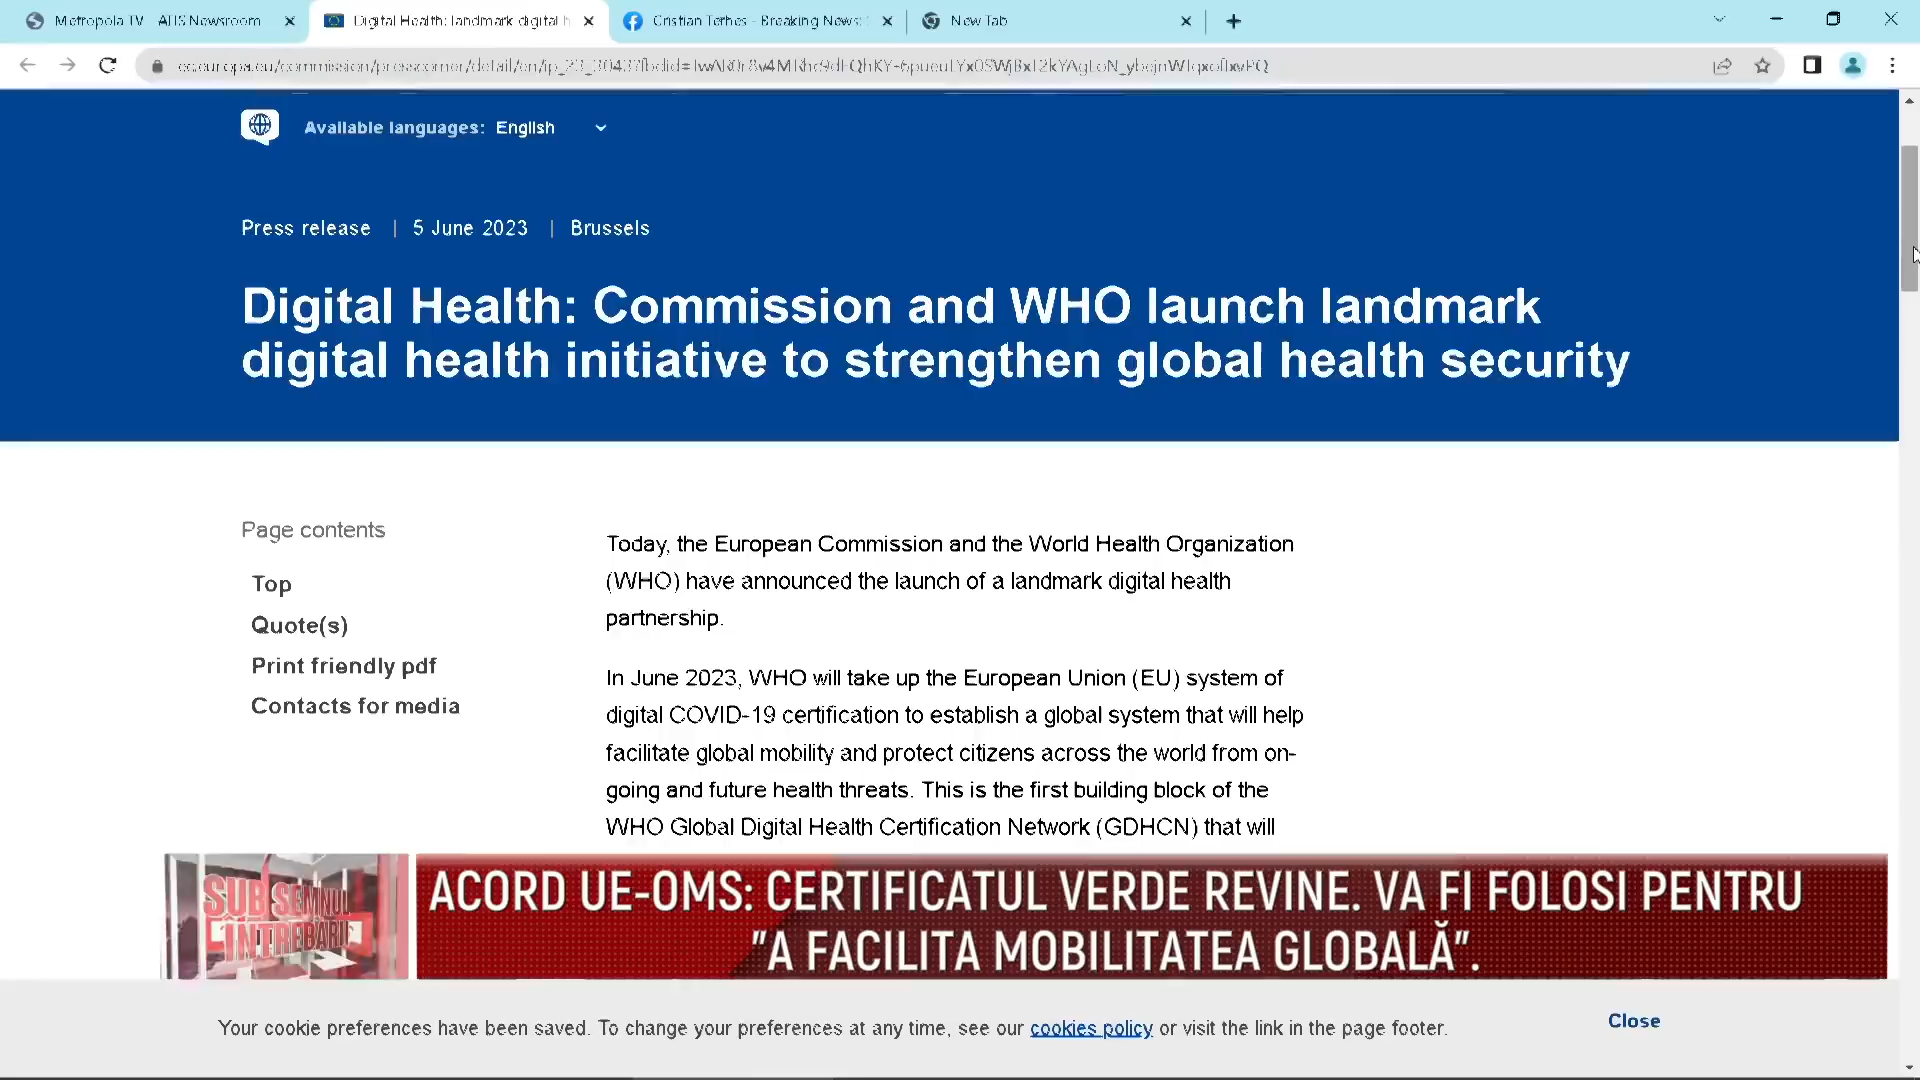 Metropola TV AHS Newsroom
Digital Health: landmark digital h
Cristian Terhes - Breaking News:
New Tab
Available languages: English
Press release | 5 June 2023 | Brussels
Digital Health: Commission and WHO launch landmark
digital health initiative to strengthen global health security
Page contents
Top
Quote(s)
Print friendly pdf
Contacts for media
Today, the European Commission and the World Health Organization
(WHO) have announced the launch of a landmark digital health
partnership.
In June 2023, WHO will take up the European Union (EU) system of
digital COVID-19 certification to establish a global system that will help
facilitate global mobility and protect citizens across the world from on-
going and future health threats. This is the first building block of the
WHO Global Digital Health Certification Network (GDHCN) that will
SUB SEMNUL
ÎNTREBĂRII
ACORD UE-OMS: CERTIFICATUL VERDE REVINE. VA FI FOLOSI PENTRU
"A FACILITA MOBILITATEA GLOBALĂ".
Your cookie preferences have been saved. To change your preferences at any time, see our cookies policy or visit the link in the page footer.
Close